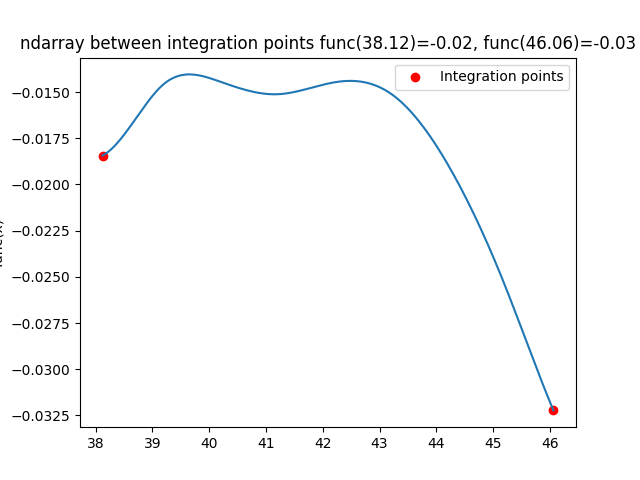 ndarray between integration points func(38.12)=-0.02, func(46.06)=-0.03
Integration points
−0.0150
−0.0175
−0.0200
−0.0225
−0.0250
−0.0275
−0.0300
−0.0325
38 39 40 41 42 43 44 45 46